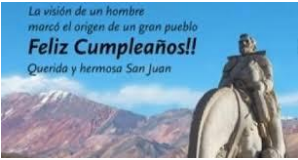 La visión de un hombre
marcó el origen de un gran pueblo
Feliz Cumpleaños!!
Querida y hermosa San Juan